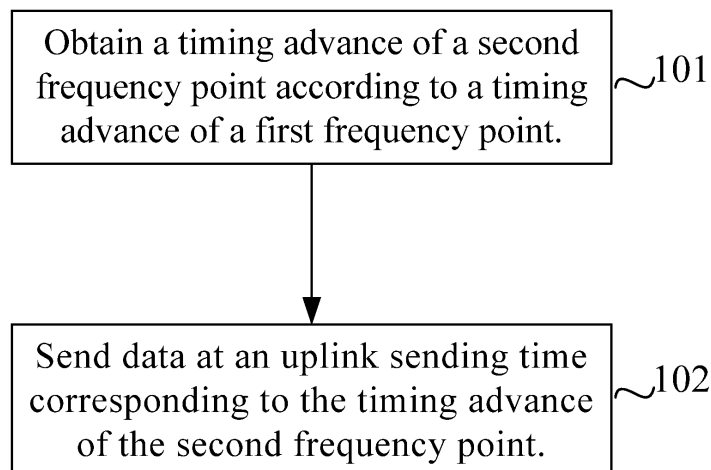 Obtain a timing advance of a second
frequency point according to a timing
advance of a first frequency point.
101
Send data at an uplink sending time
corresponding to the timing advance
of the second frequency point.
102